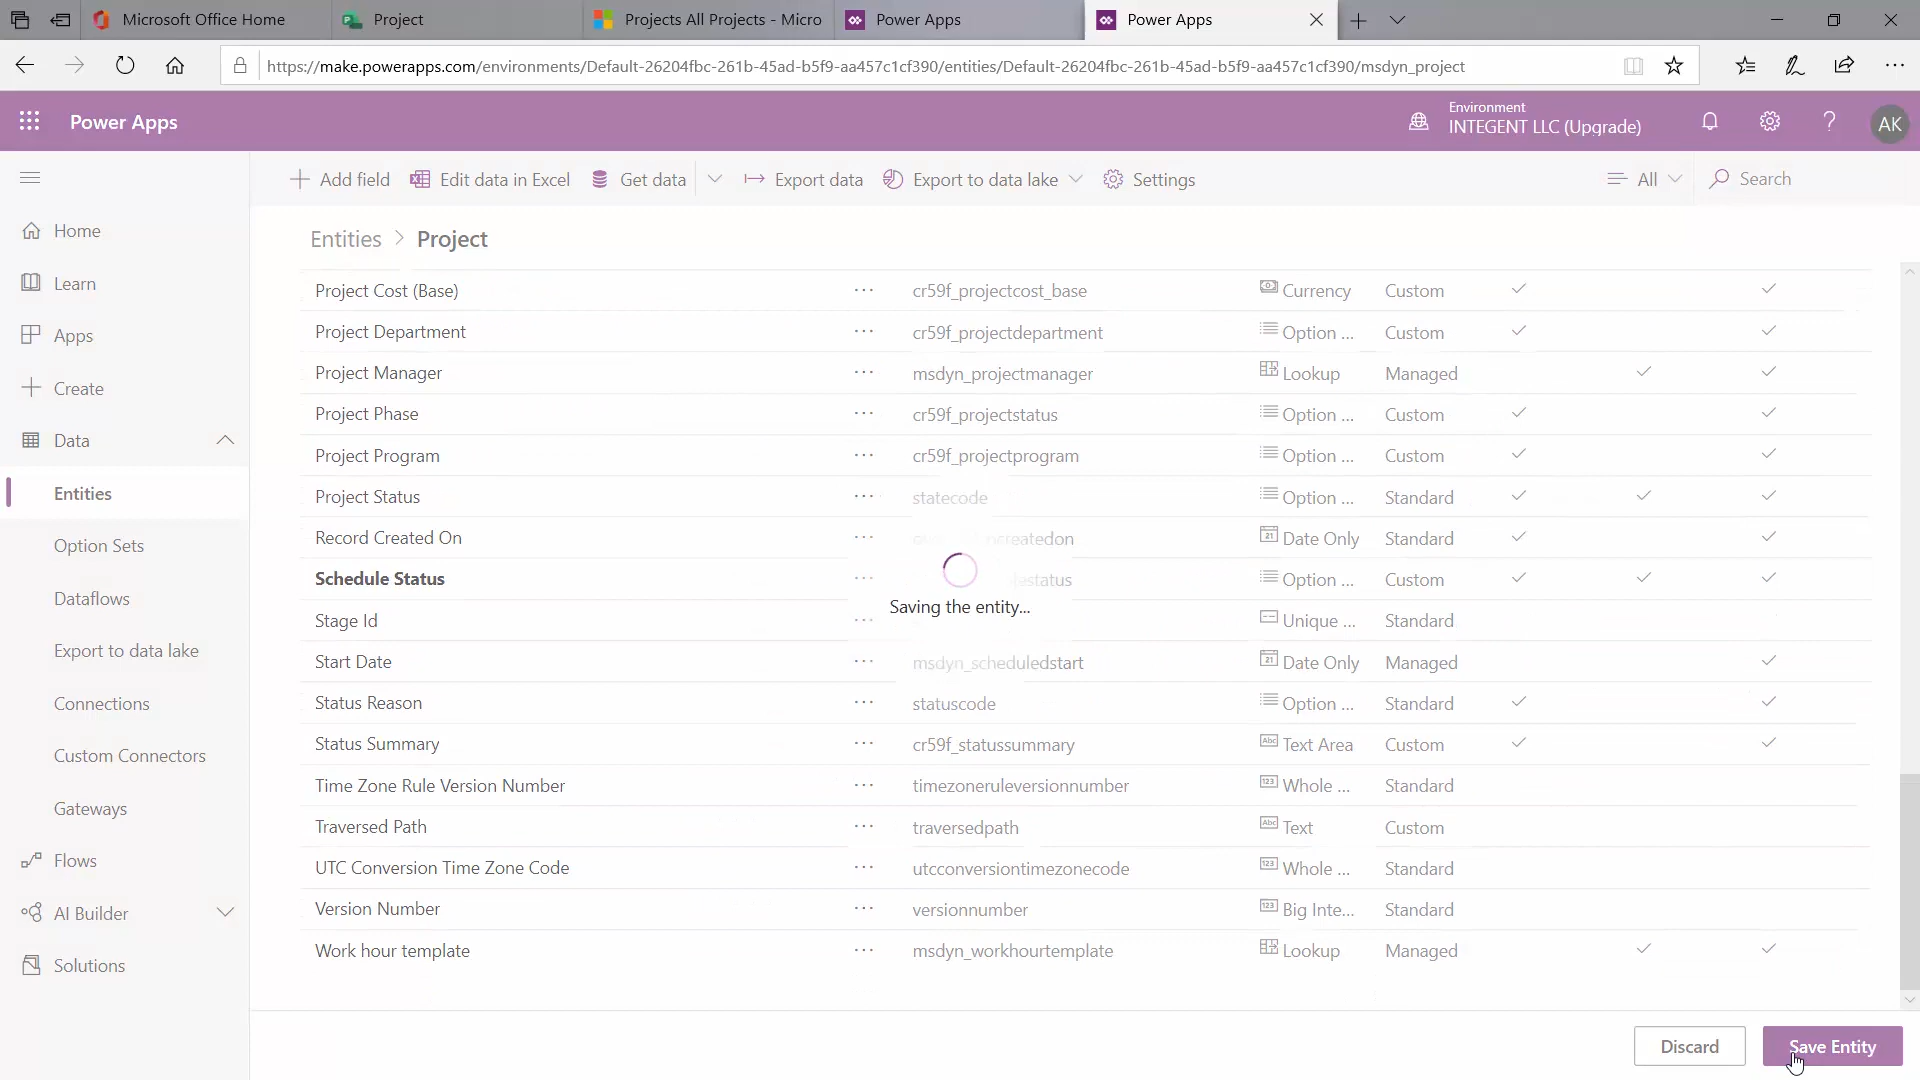 Microsoft Office Home
Project
Projects All Projects - Micro
Power Apps
Power Apps
https://make.powerapps.com/environments/Default-26204fbc-261b-45ad-b5f9-aa457c1cf390/entities/Default-26204fbc-261b-45ad-b5f9-aa457c1cf390/msdyn_project
Power Apps
Environment
INTEGENT LLC (Upgrade)
AK
Add field
Edit data in Excel
Get data
Export data
Export to data lake
Settings
All
Search
Home
Learn
Apps
Create
Data
Entities
Option Sets
Dataflows
Export to data lake
Connections
Custom Connectors
Gateways
Flows
AI Builder
Solutions
Entities > Project
Project Cost (Base) ··· cr59f_projectcost_base Currency Custom
Project Department ··· cr59f_projectdepartment Option ... Custom
Project Manager ··· msdyn_projectmanager Lookup Managed
Project Phase ··· cr59f_projectstatus Option ... Custom
Project Program ··· cr59f_projectprogram Option ... Custom
Project Status ··· statecode Option ... Standard
Record Created On ··· createdon Date Only Standard
Schedule Status ··· status Option ... Custom
Stage Id ··· Unique ... Standard
Start Date ··· msdyn_scheduledstart Date Only Managed
Status Reason ··· statuscode Option ... Standard
Status Summary ··· cr59f_statussummary Text Area Custom
Time Zone Rule Version Number ··· timezoneruleversionnumber Whole ... Standard
Traversed Path ··· traversedpath Text Custom
UTC Conversion Time Zone Code ··· utcconversiontimezonecode Whole ... Standard
Version Number ··· versionnumber Big Inte... Standard
Work hour template ··· msdyn_workhourtemplate Lookup Managed
Saving the entity...
Discard
Save Entity